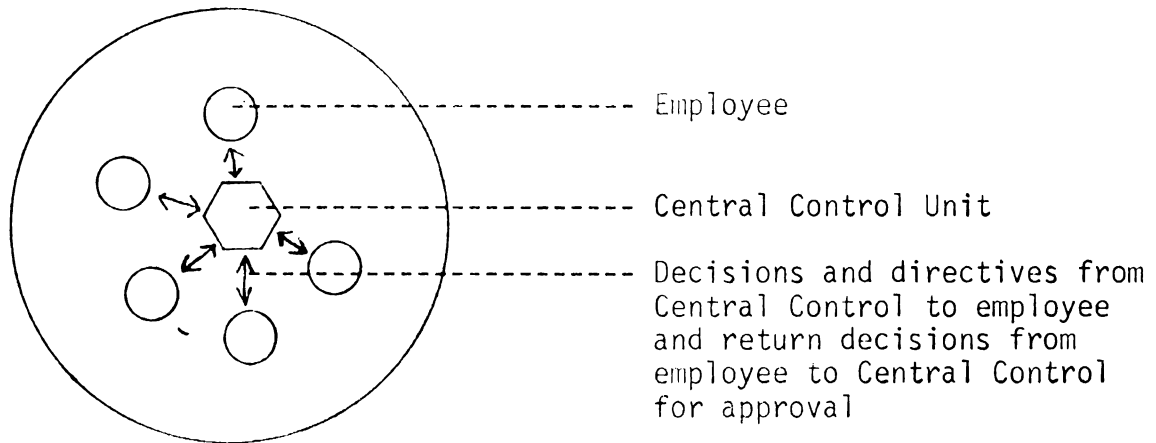 Employee
Central Control Unit
Decisions and directives from
Central Control to employee
and return decisions from
employee to Central Control
for approval